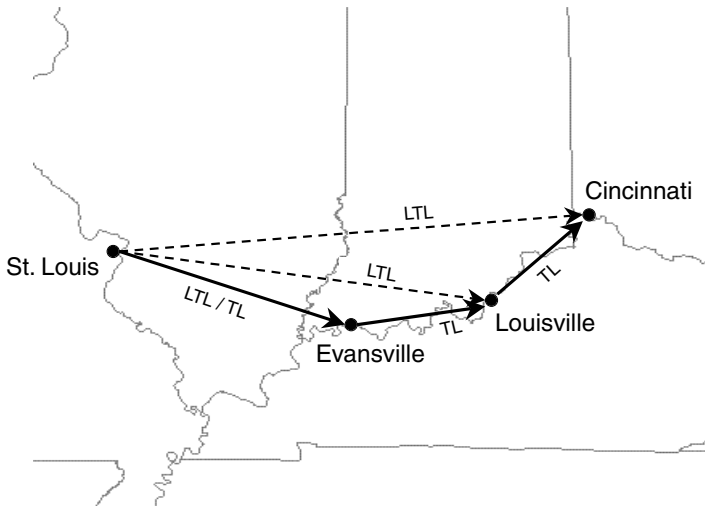 Cincinnati
LTL
St. Louis
LTL
TL
LTL / TL
Louisville
TL
Evansville